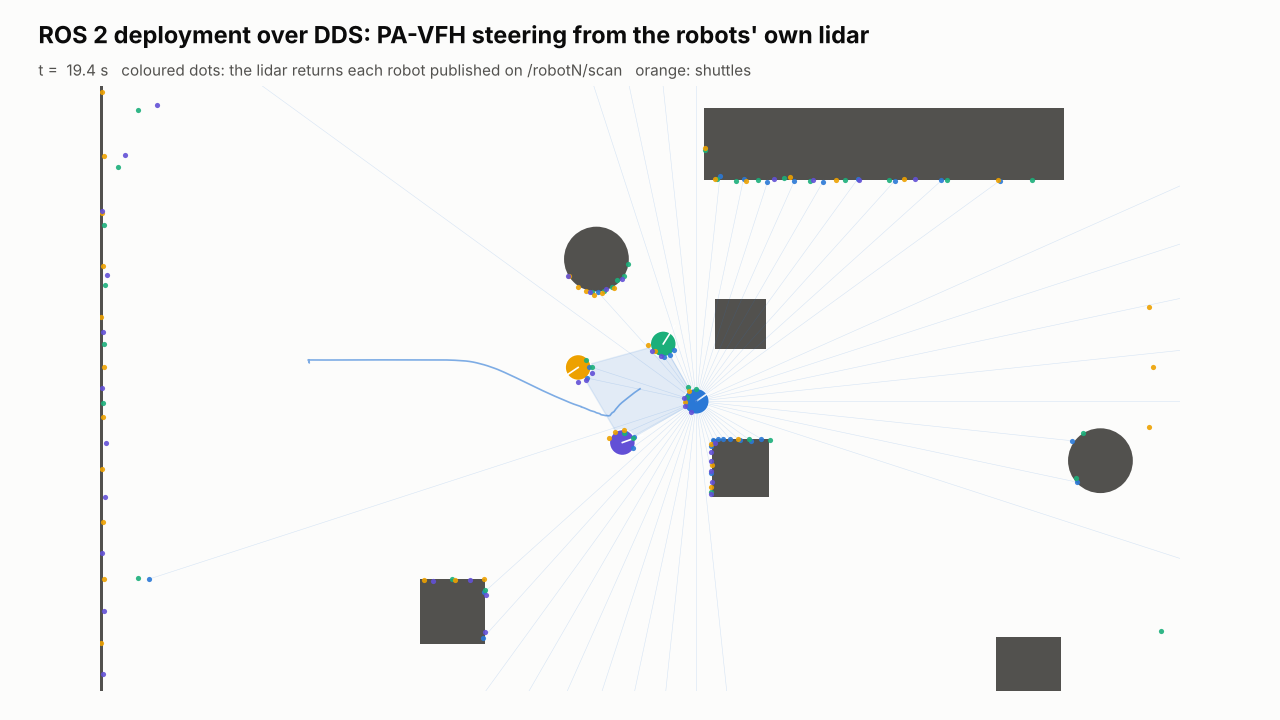 ROS 2 deployment over DDS: PA-VFH steering from the robots' own lidar
t =  19.4 s   coloured dots: the lidar returns each robot published on /robotN/scan   orange: shuttles